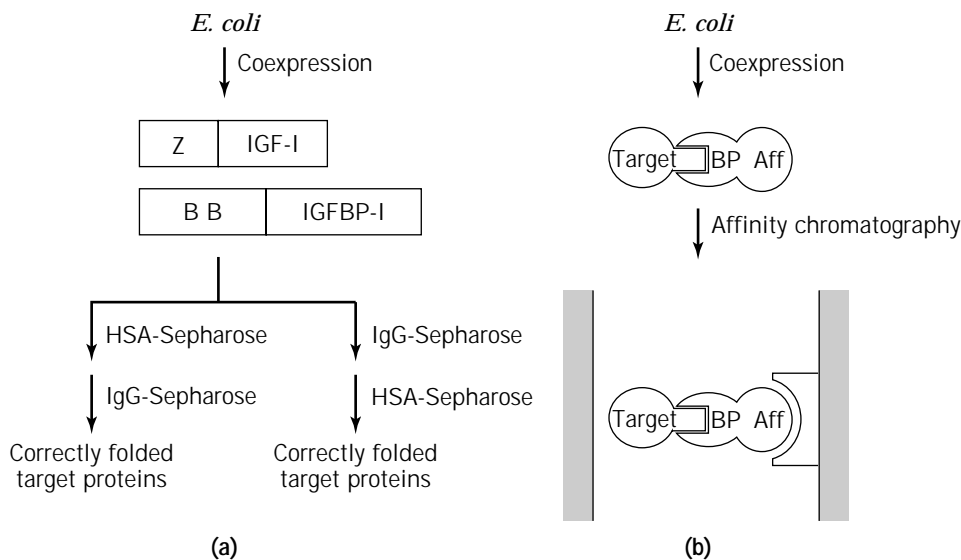 E. coli
Coexpression
Z
IGF-I
B B
IGFBP-I
HSA-Sepharose
IgG-Sepharose
IgG-Sepharose
HSA-Sepharose
Correctly folded
target proteins
Correctly folded
target proteins
(a)
E. coli
Coexpression
Target
BP
Aff
Affinity chromatography
Target
BP
Aff
(b)